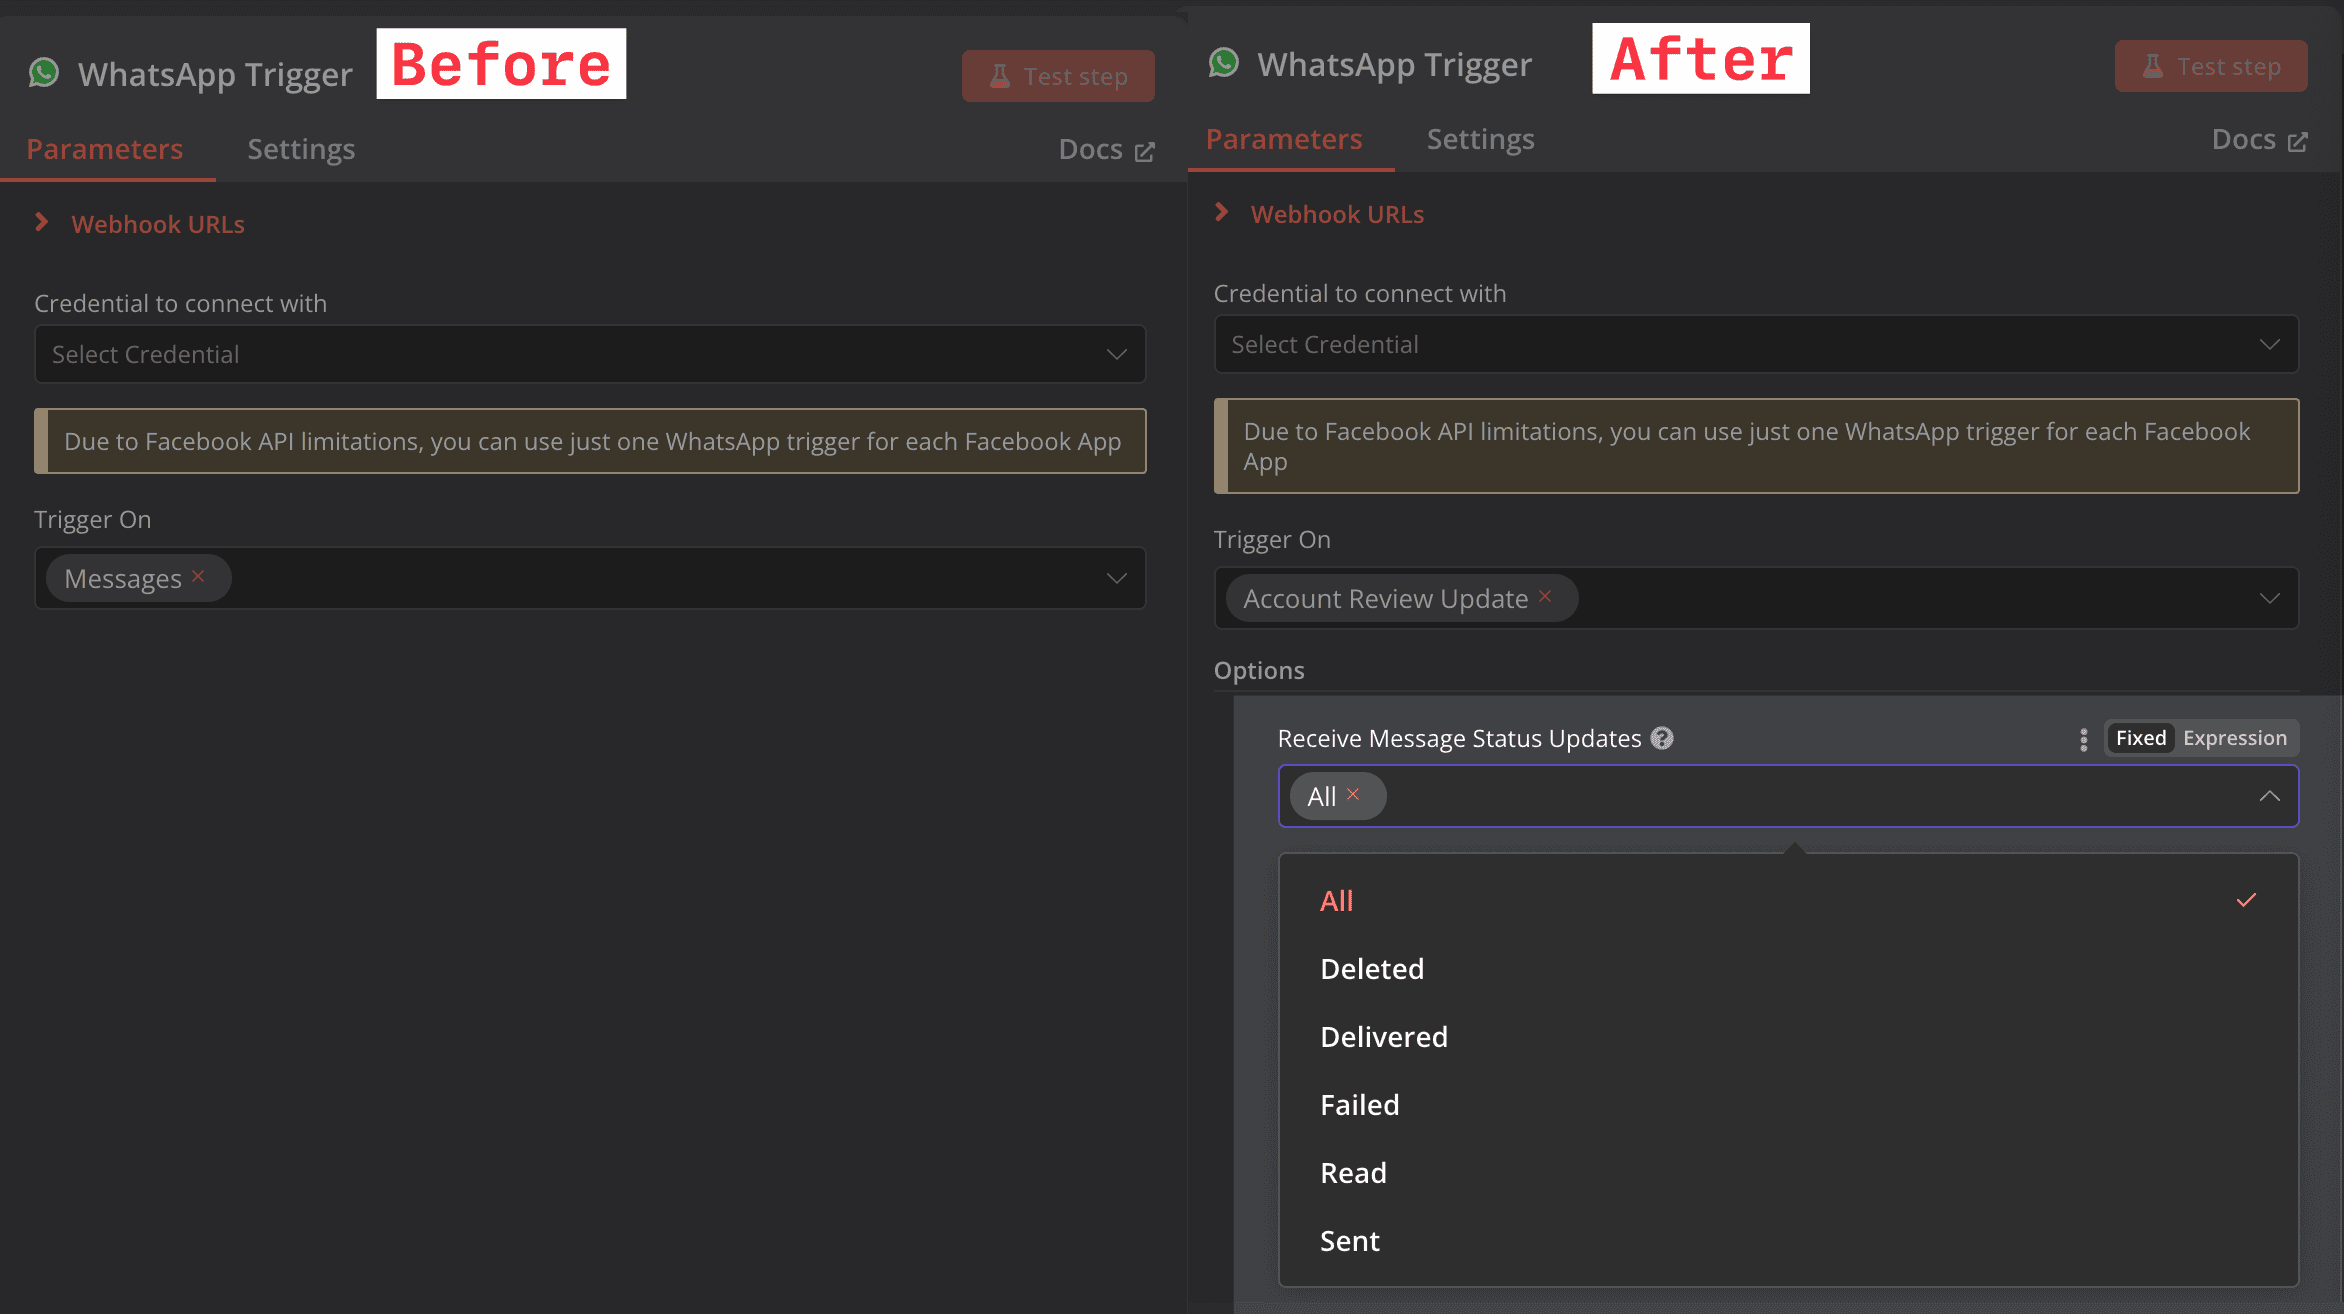 WhatsApp Trigger
Before
Test step
Parameters
Settings
Docs
Webhook URLs
Credential to connect with
Select Credential
Due to Facebook API limitations, you can use just one WhatsApp trigger for each Facebook App
Trigger On
Messages
WhatsApp Trigger
After
Test step
Parameters
Settings
Docs
Webhook URLs
Credential to connect with
Select Credential
Due to Facebook API limitations, you can use just one WhatsApp trigger for each Facebook
App
Trigger On
Account Review Update
Options
Receive Message Status Updates
Fixed
Expression
All
All
Deleted
Delivered
Failed
Read
Sent